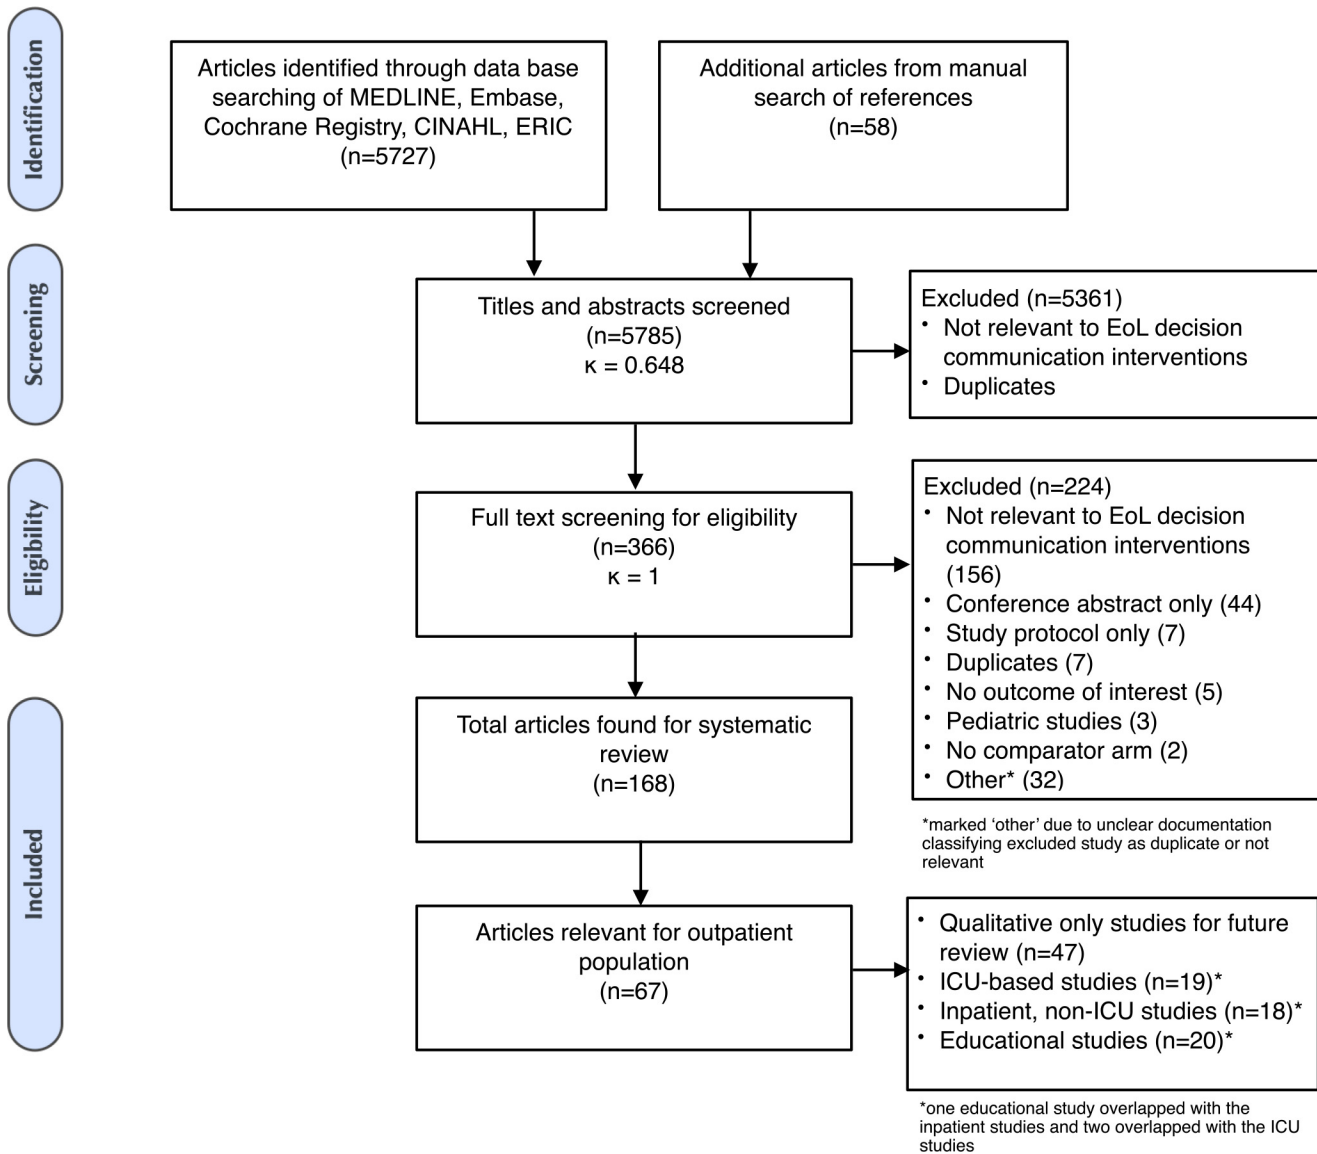 Identification
Articles identified through data base
searching of MEDLINE, Embase,
Cochrane Registry, CINAHL, ERIC
(n=5727)
Additional articles from manual
search of references
(n=58)
Screening
Titles and abstracts screened
(n=5785)
κ = 0.648
Excluded (n=5361)
• Not relevant to EoL decision
communication interventions
• Duplicates
Eligibility
Full text screening for eligibility
(n=366)
κ = 1
Excluded (n=224)
• Not relevant to EoL decision
communication interventions
(156)
• Conference abstract only (44)
• Study protocol only (7)
• Duplicates (7)
• No outcome of interest (5)
• Pediatric studies (3)
• No comparator arm (2)
• Other* (32)
*marked ‘other’ due to unclear documentation
classifying excluded study as duplicate or not
relevant
Included
Total articles found for systematic
review
(n=168)
Articles relevant for outpatient
population
(n=67)
• Qualitative only studies for future
review (n=47)
• ICU-based studies (n=19)*
• Inpatient, non-ICU studies (n=18)*
• Educational studies (n=20)*
*one educational study overlapped with the
inpatient studies and two overlapped with the ICU
studies